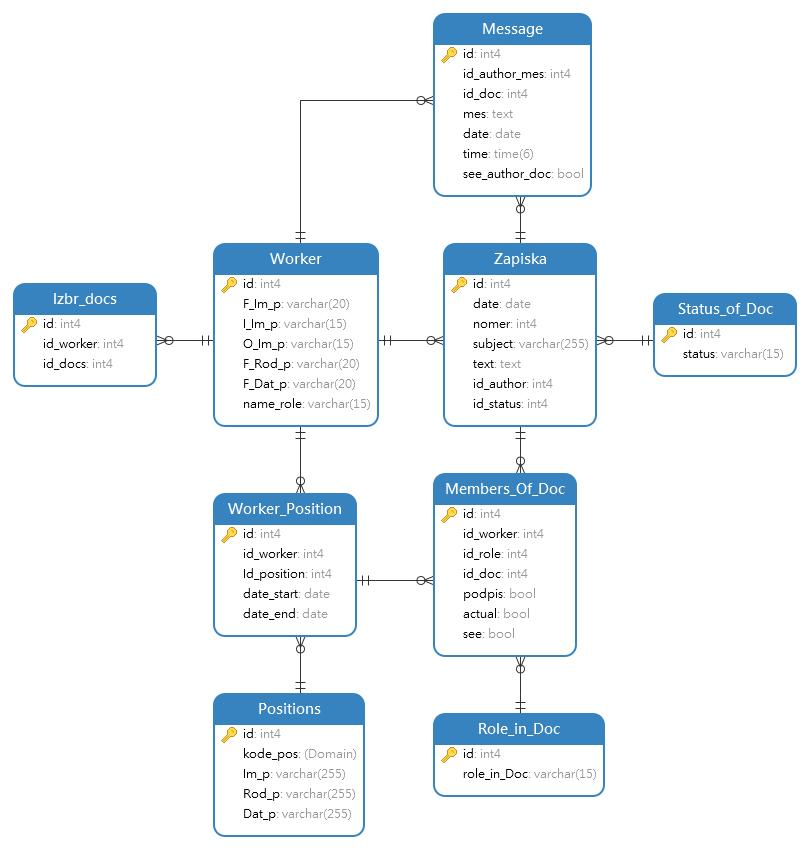 Message
id: int4
id_author_mes: int4
id_doc: int4
mes: text
date: date
time: time(6)
see_author_doc: bool
Worker
id: int4
F_Im_p: varchar(20)
I_Im_p: varchar(15)
O_Im_p: varchar(15)
F_Rod_p: varchar(20)
F_Dat_p: varchar(20)
name_role: varchar(15)
Zapiska
id: int4
date: date
nomer: int4
subject: varchar(255)
text: text
id_author: int4
id_status: int4
Izbr_docs
id: int4
id_worker: int4
id_docs: int4
Status_of_Doc
id: int4
status: varchar(15)
Worker_Position
id: int4
id_worker: int4
Id_position: int4
date_start: date
date_end: date
Members_Of_Doc
id: int4
id_worker: int4
id_role: int4
id_doc: int4
podpis: bool
actual: bool
see: bool
Positions
id: int4
kode_pos: (Domain)
Im_p: varchar(255)
Rod_p: varchar(255)
Dat_p: varchar(255)
Role_in_Doc
id: int4
role_in_Doc: varchar(15)